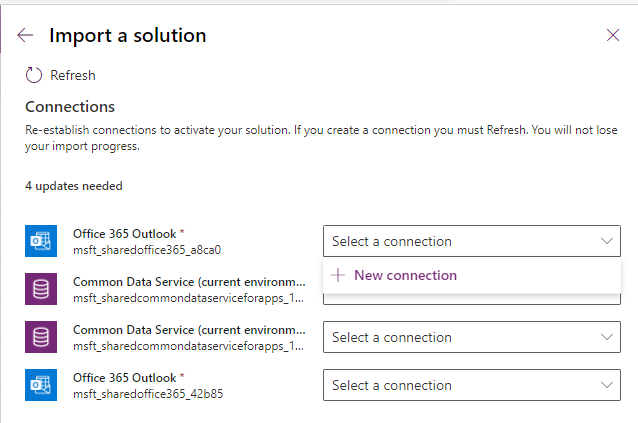 Import a solution
Refresh
Connections
Re-establish connections to activate your solution. If you create a connection you must Refresh. You will not lose
your import progress.
4 updates needed
Office 365 Outlook *
msft_sharedoffice365_a8ca0
Select a connection
New connection
Common Data Service (current environm...
msft_sharedcommondataserviceforapps_1...
Common Data Service (current environm...
msft_sharedcommondataserviceforapps_1...
Select a connection
Office 365 Outlook *
msft_sharedoffice365_42b85
Select a connection